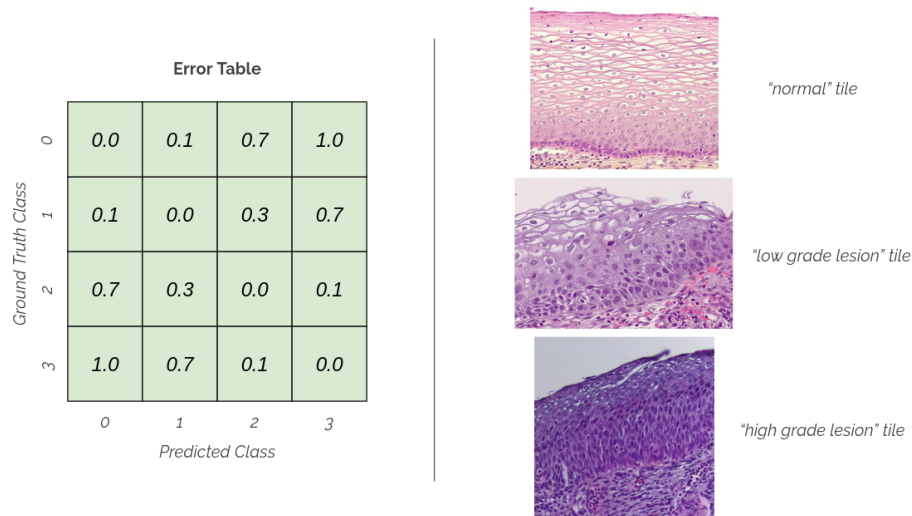 Error Table
Ground Truth Class
0 0.0 0.1 0.7 1.0
1 0.1 0.0 0.3 0.7
2 0.7 0.3 0.0 0.1
3 1.0 0.7 0.1 0.0
0 1 2 3
Predicted Class
“normal” tile
“low grade lesion” tile
“high grade lesion” tile